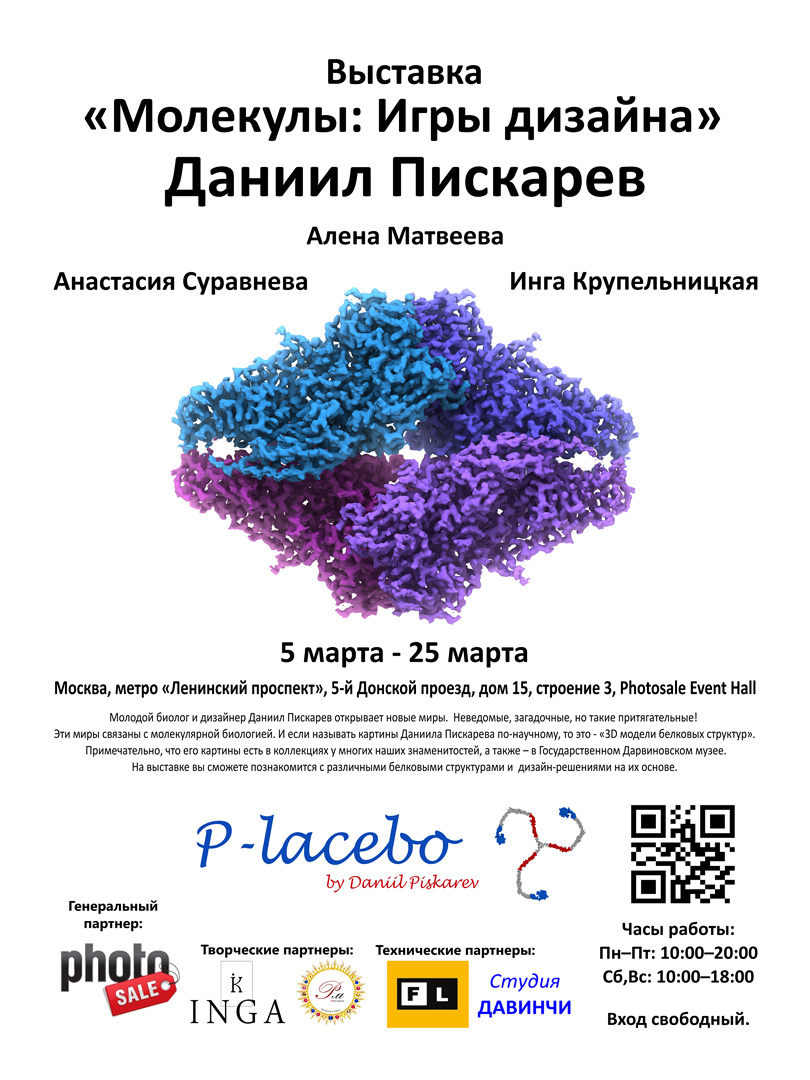 Выставка
«Молекулы: Игры дизайна»
Даниил Пискарев
Алена Матвеева
Анастасия Суравнева
Инга Крупельницкая
5 марта - 25 марта
Москва, метро «Ленинский проспект», 5-й Донской проезд, дом 15, строение 3, Photosale Event Hall
Молодой биолог и дизайнер Даниил Пискарев открывает новые миры. Неведомые, загадочные, но такие притягательные!
Эти миры связаны с молекулярной биологией. И если называть картины Даниила Пискарева по-научному, то это - «3D модели белковых структур».
Примечательно, что его картины есть в коллекциях у многих наших знаменитостей, а также – в Государственном Дарвиновском музее.
На выставке вы сможете познакомится с различными белковыми структурами и дизайн-решениями на их основе.
P-lacebo
by Daniil Piskarev
Генеральный
партнер:
photo
SALE
Творческие партнеры:
INGA
Технические партнеры:
FL
Студия
ДАВИНЧИ
Часы работы:
Пн–Пт: 10:00–20:00
Сб,Вс: 10:00–18:00
Вход свободный.